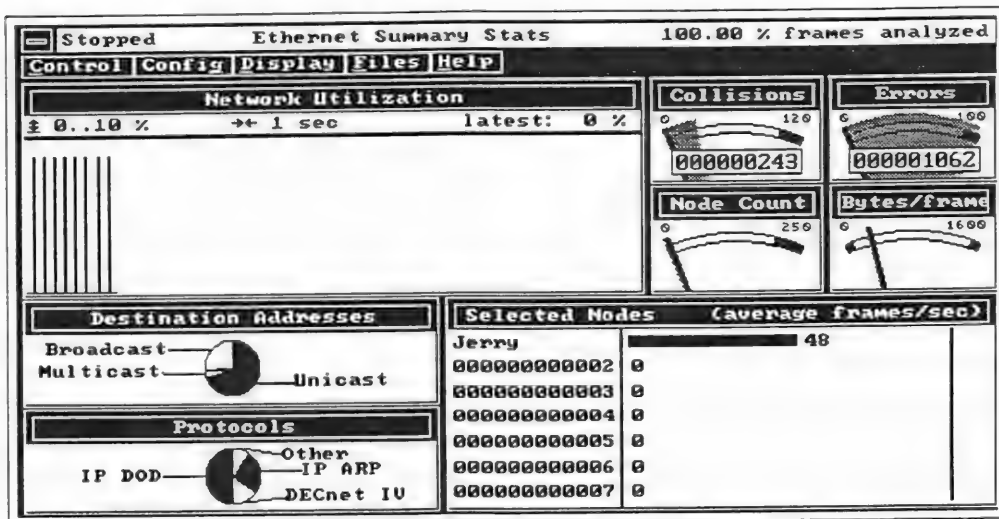 Stopped Ethernet Summary Stats 100.00 % frames analyzed
Control Config Display Files Help
Network Utilization
± 0..10 % →← 1 sec latest: 0 %
Collisions
0 120
000000243
Errors
0 100
000001062
Node Count
0 250
Bytes/frame
0 1600
Destination Addresses
Broadcast
Multicast
Unicast
Protocols
Other
IP DOD
IP ARP
DECnet IV
Selected Nodes (average frames/sec)
Jerry 48
000000000002 0
000000000003 0
000000000004 0
000000000005 0
000000000006 0
000000000007 0